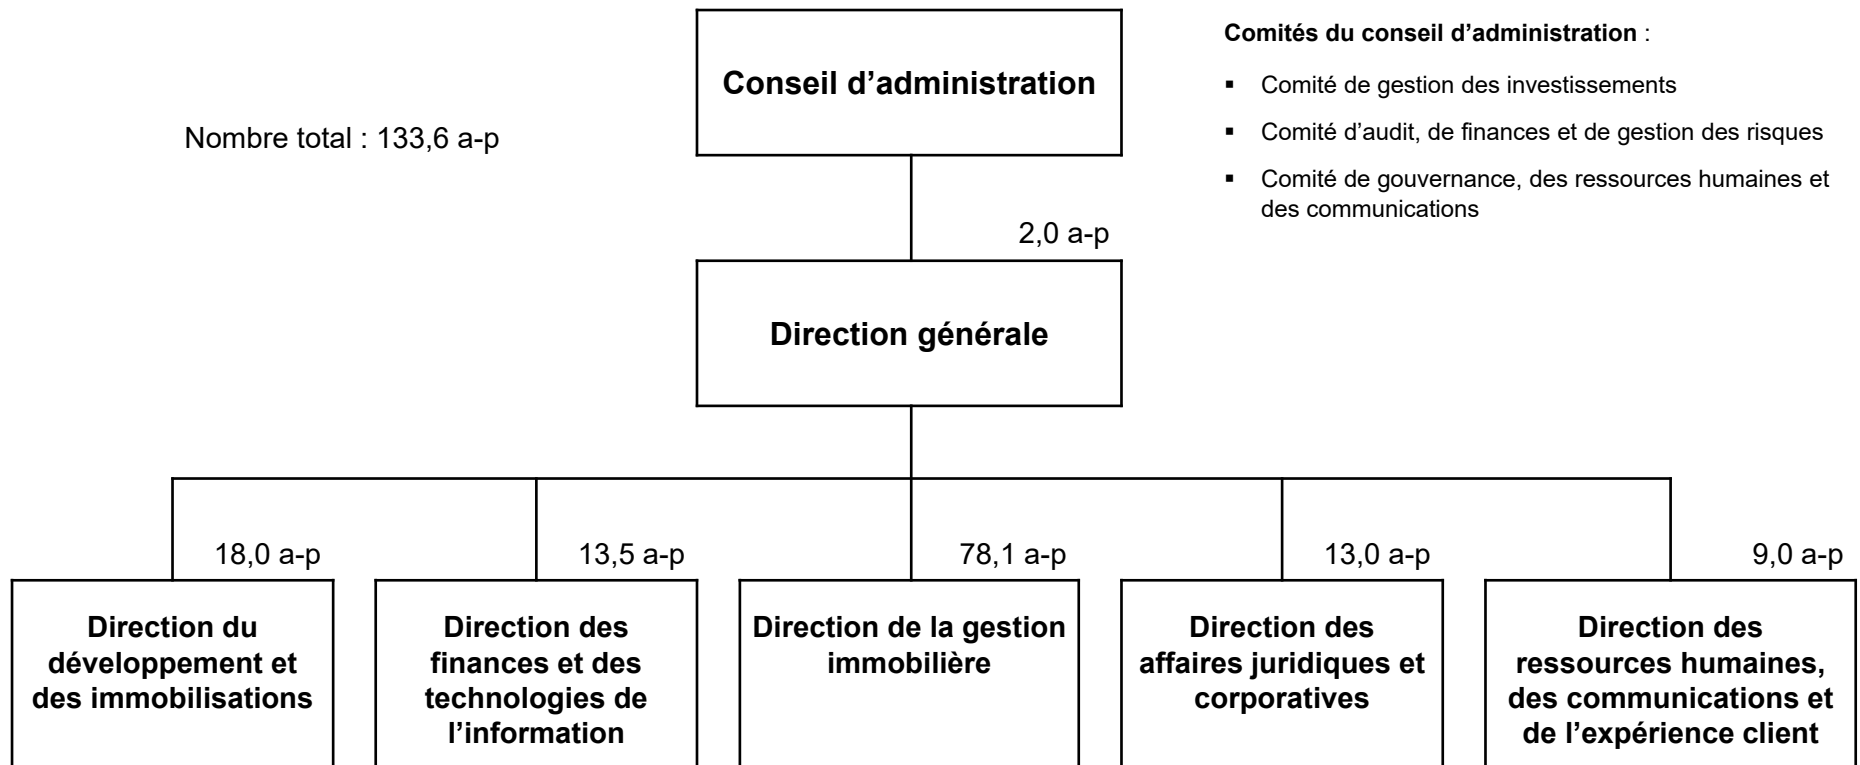 Conseil d’administration
Nombre total : 133,6 a-p
Comités du conseil d’administration :
▪ Comité de gestion des investissements
▪ Comité d’audit, de finances et de gestion des risques
▪ Comité de gouvernance, des ressources humaines et
des communications
2,0 a-p
Direction générale
18,0 a-p
Direction du
développement et
des immobilisations
13,5 a-p
Direction des
finances et des
technologies de
l’information
78,1 a-p
Direction de la gestion
immobilière
13,0 a-p
Direction des
affaires juridiques et
corporatives
9,0 a-p
Direction des
ressources humaines,
des communications et
de l’expérience client